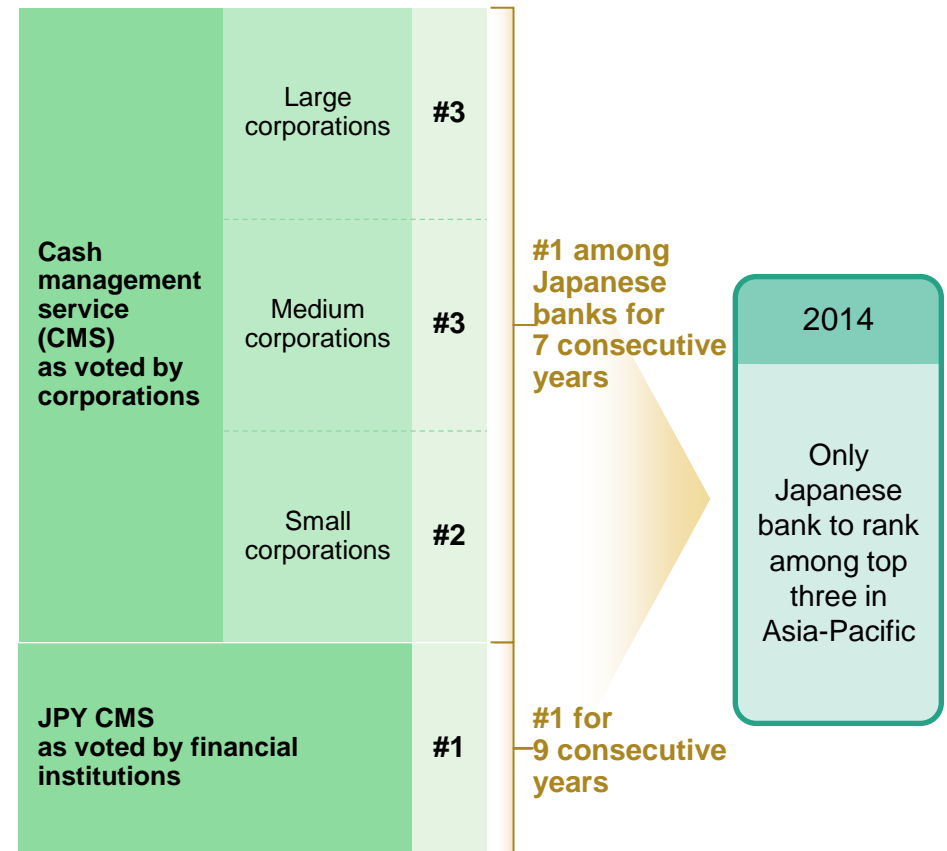 Cash
management
service
(CMS)
as voted by
corporations
Large
corporations
#3
Medium
corporations
#3
Small
corporations
#2
#1 among
Japanese
banks for
7 consecutive
years
JPY CMS
as voted by financial
institutions
#1
#1 for
9 consecutive
years
2014
Only
Japanese
bank to rank
among top
three in
Asia-Pacific